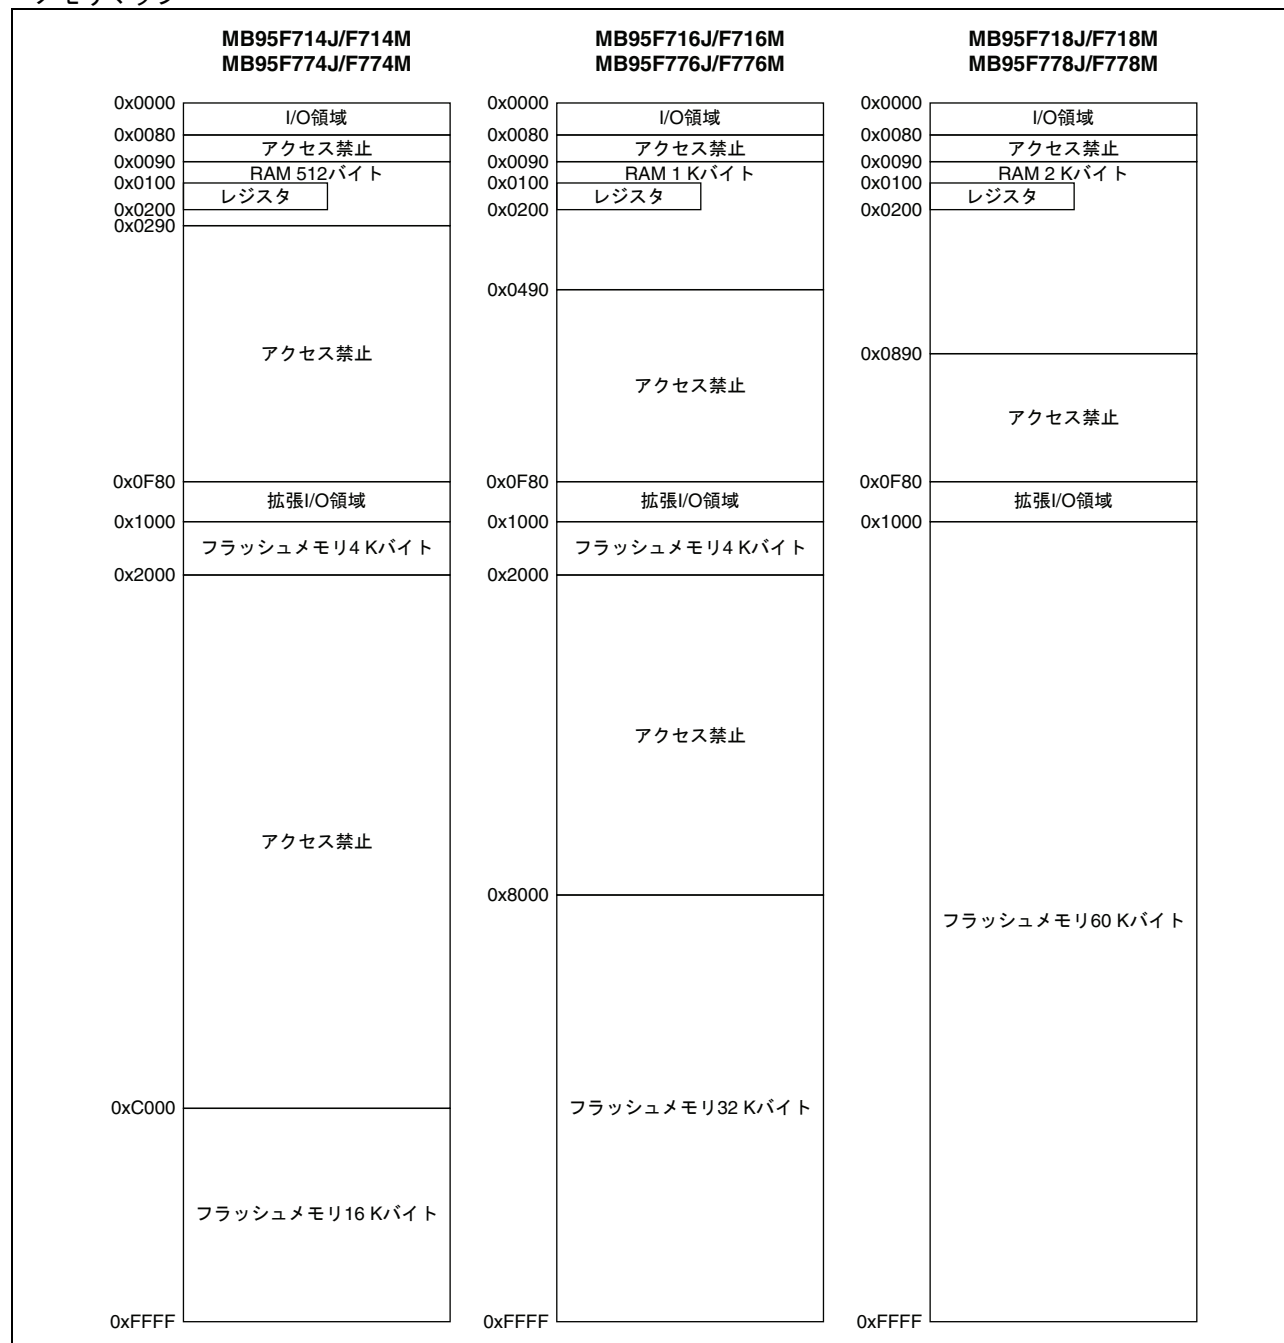 メモリマップ
MB95F714J/F714M
MB95F774J/F774M
0x0000
I/O領域
0x0080
アクセス禁止
0x0090
RAM 512バイト
0x0100
レジスタ
0x0200
0x0290
アクセス禁止
0x0F80
拡張I/O領域
0x1000
フラッシュメモリ4 Kバイト
0x2000
アクセス禁止
0xC000
フラッシュメモリ16 Kバイト
0xFFFF
MB95F716J/F716M
MB95F776J/F776M
0x0000
I/O領域
0x0080
アクセス禁止
0x0090
RAM 1 Kバイト
0x0100
レジスタ
0x0200
0x0490
アクセス禁止
0x0F80
拡張I/O領域
0x1000
フラッシュメモリ4 Kバイト
0x2000
アクセス禁止
0x8000
フラッシュメモリ32 Kバイト
0xFFFF
MB95F718J/F718M
MB95F778J/F778M
0x0000
I/O領域
0x0080
アクセス禁止
0x0090
RAM 2 Kバイト
0x0100
レジスタ
0x0200
0x0890
アクセス禁止
0x0F80
拡張I/O領域
0x1000
フラッシュメモリ60 Kバイト
0xFFFF